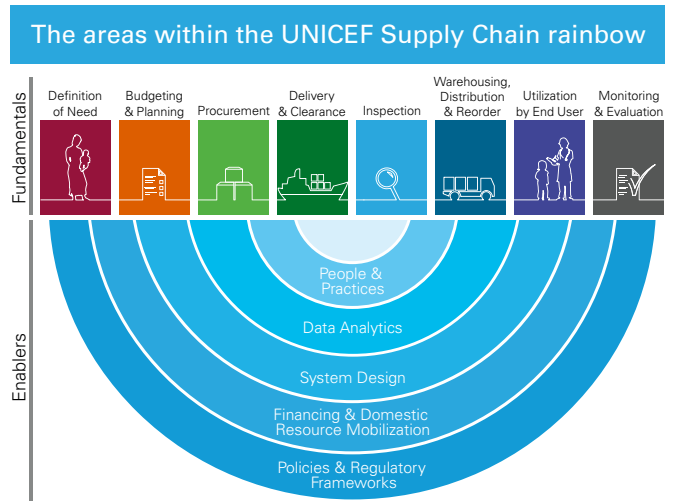 The areas within the UNICEF Supply Chain rainbow
Fundamentals
Definition
of Need
Budgeting
& Planning
Procurement
Delivery
& Clearance
Inspection
Warehousing,
Distribution
& Reorder
Utilization
by End User
Monitoring
& Evaluation
Enablers
People &
Practices
Data Analytics
System Design
Financing & Domestic
Resource Mobilization
Policies & Regulatory
Frameworks